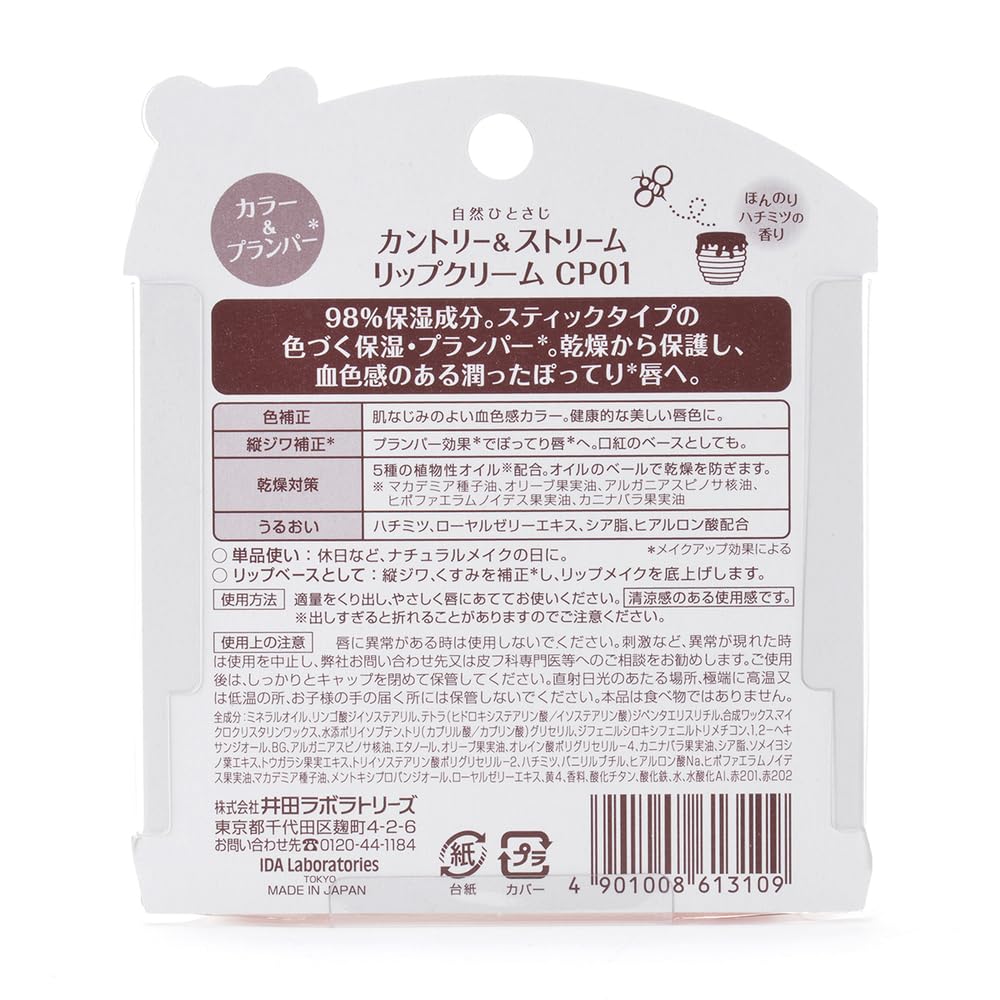 カラー
&
プランパー*
自然ひとさじ
カントリー&ストリーム
リップクリーム CP01
ほんのり
ハチミツの
香り
98%保湿成分。スティックタイプの
色づく保湿・プランパー*。乾燥から保護し、
血色感のある潤ったぽってり*唇へ。
色補正 肌なじみのよい血色感カラー。健康的な美しい唇色に。
縦ジワ補正* プランパー効果*でぽってり唇*へ。口紅のベースとしても。
乾燥対策 5種の植物性オイル※配合。オイルのベールで乾燥を防ぎます。
※マカデミア種子油、オリーブ果実油、アルガニアスピノサ核油、
ヒポファエラムノイデス果実油、カニナバラ果実油
うるおい ハチミツ、ローヤルゼリーエキス、シア脂、ヒアルロン酸配合
○単品使い:休日など、ナチュラルメイクの日に。 *メイクアップ効果による
○リップベースとして:縦ジワ、くすみを補正*し、リップメイクを底上げします。
使用方法 適量をくり出し、やさしく唇にあててお使いください。清涼感のある使用感です。
※出しすぎると折れることがありますのでご注意ください。
使用上の注意 唇に異常がある時は使用しないでください。刺激など、異常が現れた時
は使用を中止し、弊社お問い合わせ先又は皮フ科専門医等へのご相談をお勧めします。ご使用
後は、しっかりとキャップを閉めて保管してください。直射日光のあたる場所、極端に高温又
は低温の所、お子様の手の届く所には保管しないでください。本品は食べ物ではありません。
全成分:ミネラルオイル、リンゴ酸ジイソステアリル、テトラ(ヒドロキシステアリン酸/イソステアリン酸)ジペンタエリスリチル、合成ワックス、マイ
クロクリスタリンワックス、水添ポリイソブテン、トリ(カプリル酸/カプリン酸)グリセリル、ジフェニルシロキシフェニルトリメチコン、1,2-ヘキ
サンジオール、BG、アルガニアスピノサ核油、エタノール、オリーブ果実油、オレイン酸ポリグリセリル-4、カニナバラ果実油、シア脂、ソメイヨシ
ノ葉エキス、トウガラシ果実エキス、トリイソステアリン酸ポリグリセリル-2、ハチミツ、バニリルブチル、ヒアルロン酸Na、ヒポファエラムノイデ
ス果実油、マカデミア種子油、メントキシプロパンジオール、ローヤルゼリーエキス、黄4、香料、酸化チタン、酸化鉄、水、水酸化Al、赤201、赤202
株式会社 井田ラボラトリーズ
東京都千代田区麹町4-2-6
お問い合わせ先☎0120-44-1184
IDA Laboratories
TOKYO
MADE IN JAPAN
紙
台紙
プラ
カバー
4 901008 613109